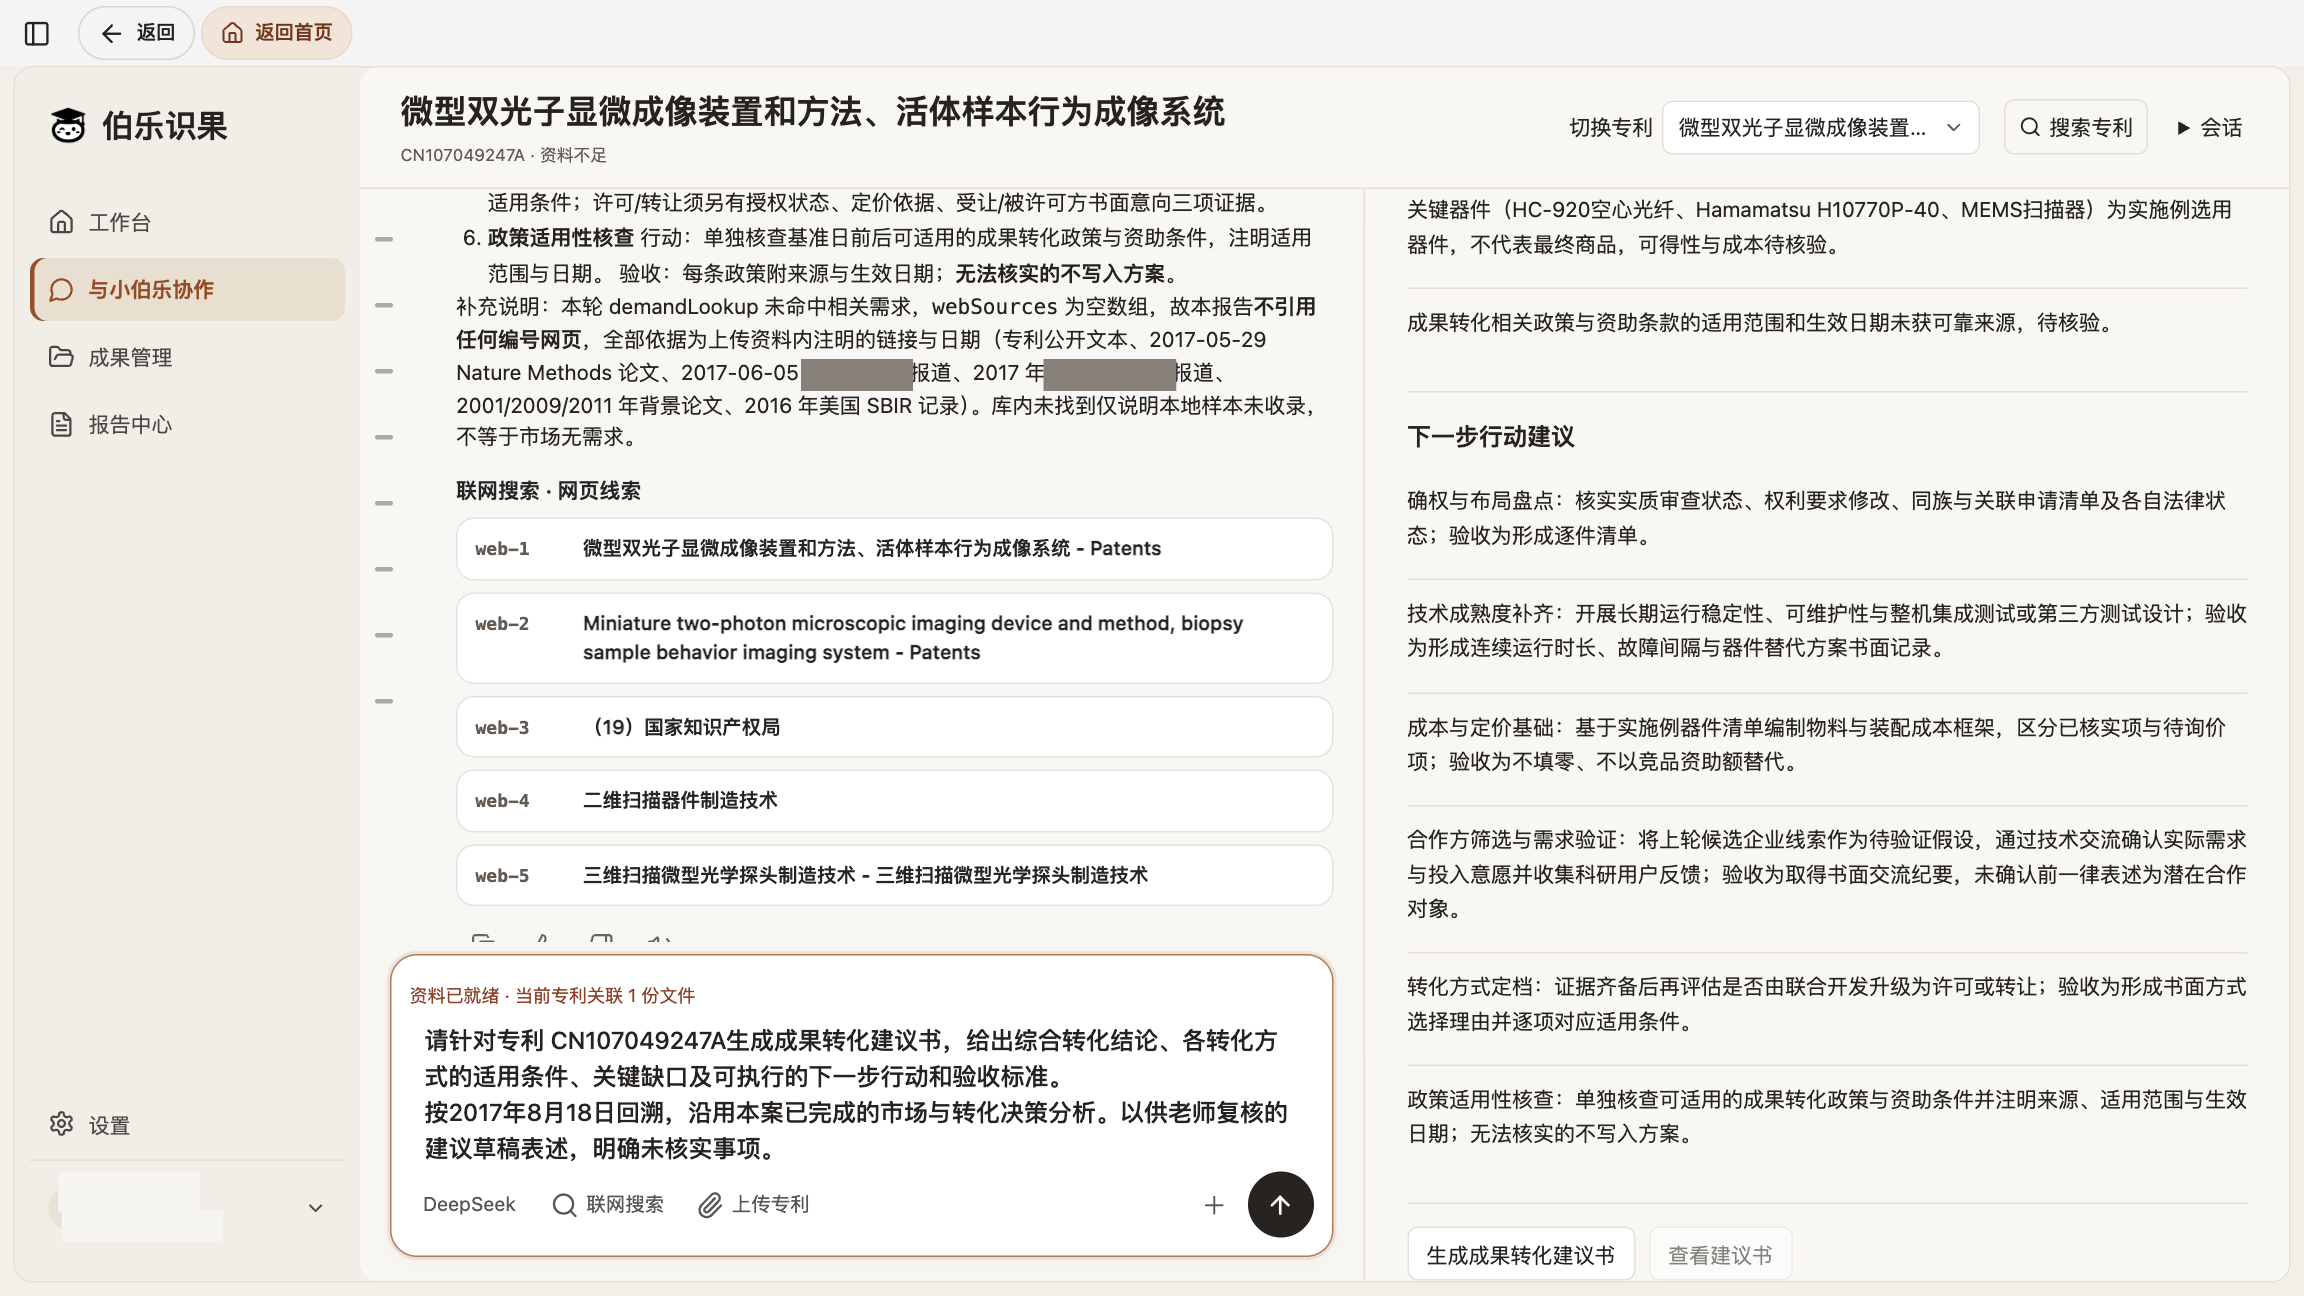 返回
返回首页
伯乐识果
工作台
与小伯乐协作
成果管理
报告中心
设置
微型双光子显微成像装置和方法、活体样本行为成像系统
CN107049247A · 资料不足
切换专利
微型双光子显微成像装置...
搜索专利
会话
适用条件；许可/转让须另有授权状态、定价依据、受让/被许可方书面意向三项证据。
6. 政策适用性核查 行动：单独核查基准日前后可适用的成果转化政策与资助条件，注明适用
范围与日期。 验收：每条政策附来源与生效日期；无法核实的不写入方案。
补充说明：本轮 demandLookup 未命中相关需求，webSources 为空数组，故本报告不引用
任何编号网页，全部依据为上传资料内注明的链接与日期（专利公开文本、2017-05-29
Nature Methods 论文、2017-06-05 报道、2017 年 报道、
2001/2009/2011 年背景论文、2016 年美国 SBIR 记录）。库内未找到仅说明本地样本未收录，
不等于市场无需求。
联网搜索 · 网页线索
web-1 微型双光子显微成像装置和方法、活体样本行为成像系统 - Patents
web-2 Miniature two-photon microscopic imaging device and method, biopsy
sample behavior imaging system - Patents
web-3 （19）国家知识产权局
web-4 二维扫描器件制造技术
web-5 三维扫描微型光学探头制造技术 - 三维扫描微型光学探头制造技术
资料已就绪 · 当前专利关联 1 份文件
请针对专利 CN107049247A生成成果转化建议书，给出综合转化结论、各转化方
式的适用条件、关键缺口及可执行的下一步行动和验收标准。
按2017年8月18日回溯，沿用本案已完成的市场与转化决策分析。以供老师复核的
建议草稿表述，明确未核实事项。
DeepSeek
联网搜索
上传专利
关键器件（HC-920空心光纤、Hamamatsu H10770P-40、MEMS扫描器）为实施例选用
器件，不代表最终商品，可得性与成本待核验。
成果转化相关政策与资助条款的适用范围和生效日期未获可靠来源，待核验。
下一步行动建议
确权与布局盘点：核实实质审查状态、权利要求修改、同族与关联申请清单及各自法律状
态；验收为形成逐件清单。
技术成熟度补齐：开展长期运行稳定性、可维护性与整机集成测试或第三方测试设计；验收
为形成连续运行时长、故障间隔与器件替代方案书面记录。
成本与定价基础：基于实施例器件清单编制物料与装配成本框架，区分已核实项与待询价
项；验收为不填零、不以竞品资助额替代。
合作方筛选与需求验证：将上轮候选企业线索作为待验证假设，通过技术交流确认实际需求
与投入意愿并收集科研用户反馈；验收为取得书面交流纪要，未确认前一律表述为潜在合作
对象。
转化方式定档：证据齐备后再评估是否由联合开发升级为许可或转让；验收为形成书面方式
选择理由并逐项对应适用条件。
政策适用性核查：单独核查可适用的成果转化政策与资助条件并注明来源、适用范围与生效
日期；无法核实的不写入方案。
生成成果转化建议书
查看建议书